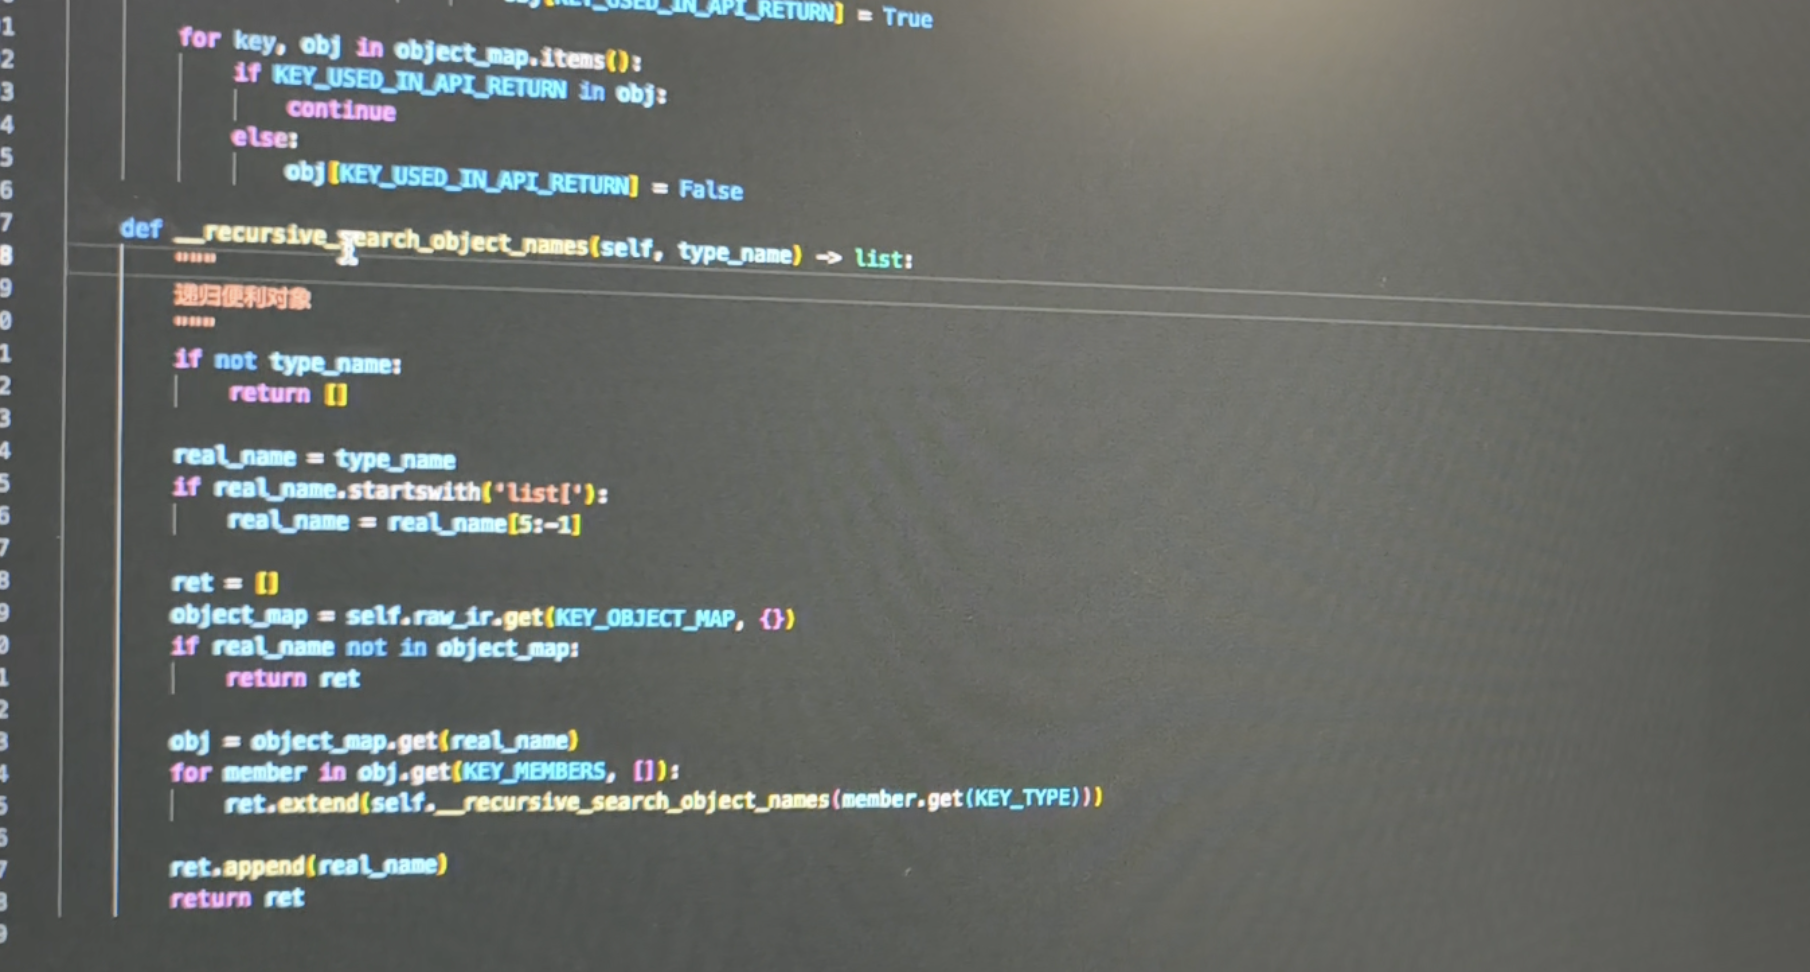 [KEY_USED_IN_API_RETURN] = True
1
2 for key, obj in object_map.items():
3 if KEY_USED_IN_API_RETURN in obj:
4 continue
5 else:
6 obj[KEY_USED_IN_API_RETURN] = False
7
8 def __recursive_search_object_names(self, type_name) -> list:
9 """
递归便利对象
0 """
1 if not type_name:
2 return []
3
4 real_name = type_name
5 if real_name.startswith('list['):
6 real_name = real_name[5:-1]
7
8 ret = []
9 object_map = self.raw_ir.get(KEY_OBJECT_MAP, {})
0 if real_name not in object_map:
1 return ret
2
3 obj = object_map.get(real_name)
4 for member in obj.get(KEY_MEMBERS, []):
5 ret.extend(self.__recursive_search_object_names(member.get(KEY_TYPE)))
6
7 ret.append(real_name)
8 return ret
9